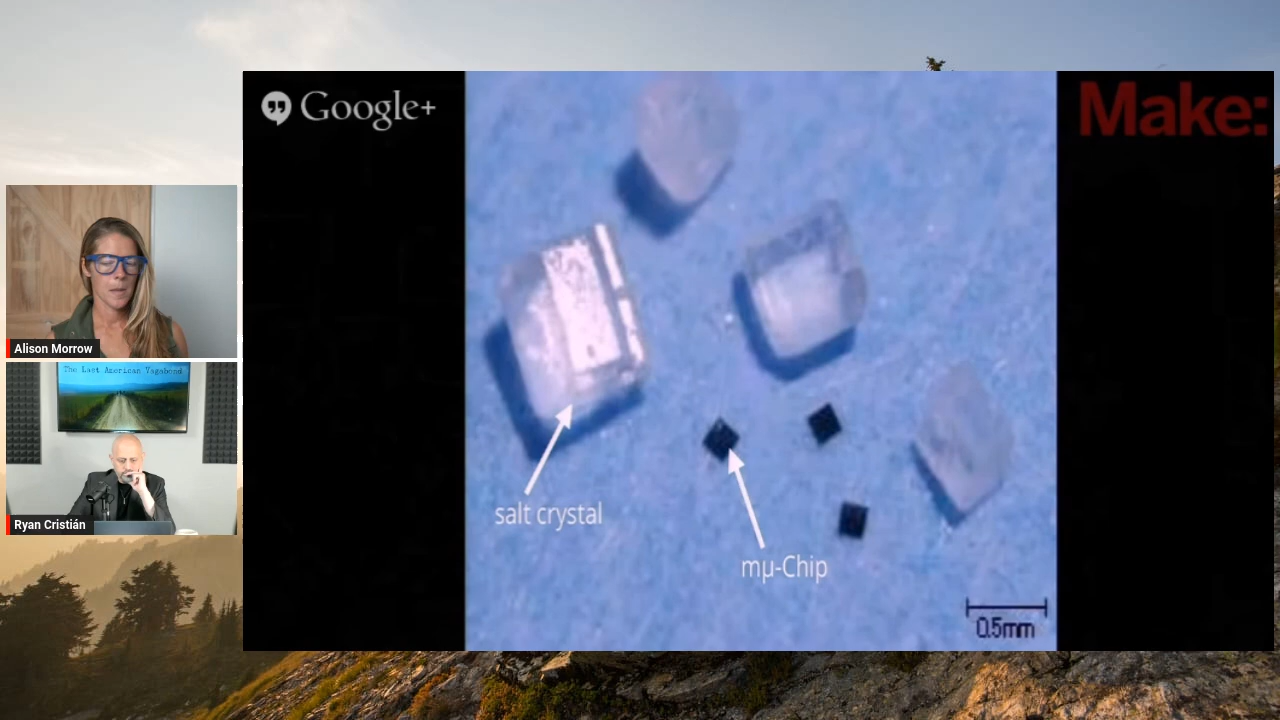 Google+
Make:
The Last American Vagabond
Alison Morrow
Ryan Cristián
salt crystal
mμ-Chip
0.5mm